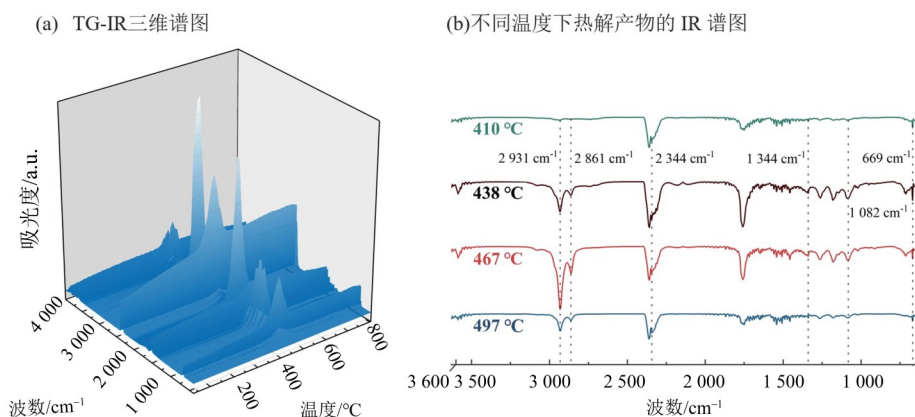 (a) TG-IR三维谱图
吸光度/a.u.
4 000
3 000
2 000
1 000
波数/cm⁻¹
200
400
600
800
温度/℃
(b)不同温度下热解产物的 IR 谱图
410 ℃
2 931 cm⁻¹
2 861 cm⁻¹
2 344 cm⁻¹
1 344 cm⁻¹
669 cm⁻¹
438 ℃
1 082 cm⁻¹
467 ℃
497 ℃
3 600 3 500 3 000 2 500 2 000 1 500 1 000
波数/cm⁻¹